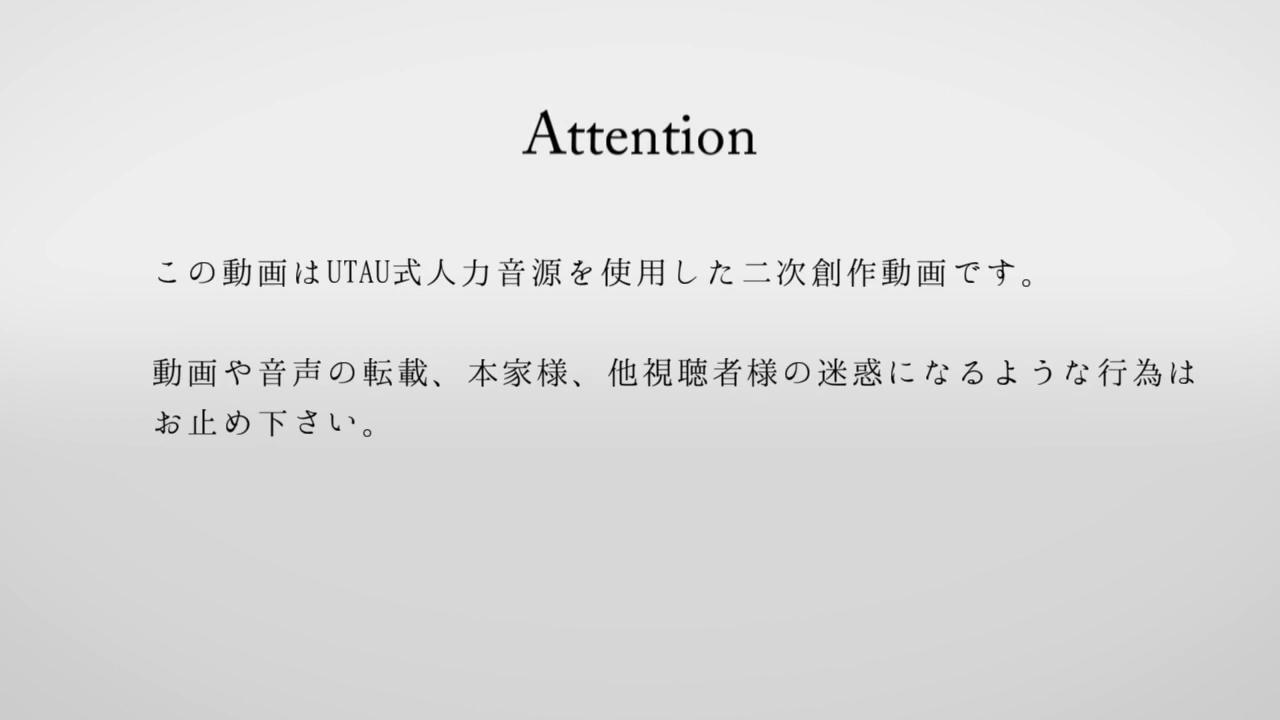 Attention
この動画はUTAU式人力音源を使用した二次創作動画です。
動画や音声の転載、本家様、他視聴者様の迷惑になるような行為は
お止め下さい。